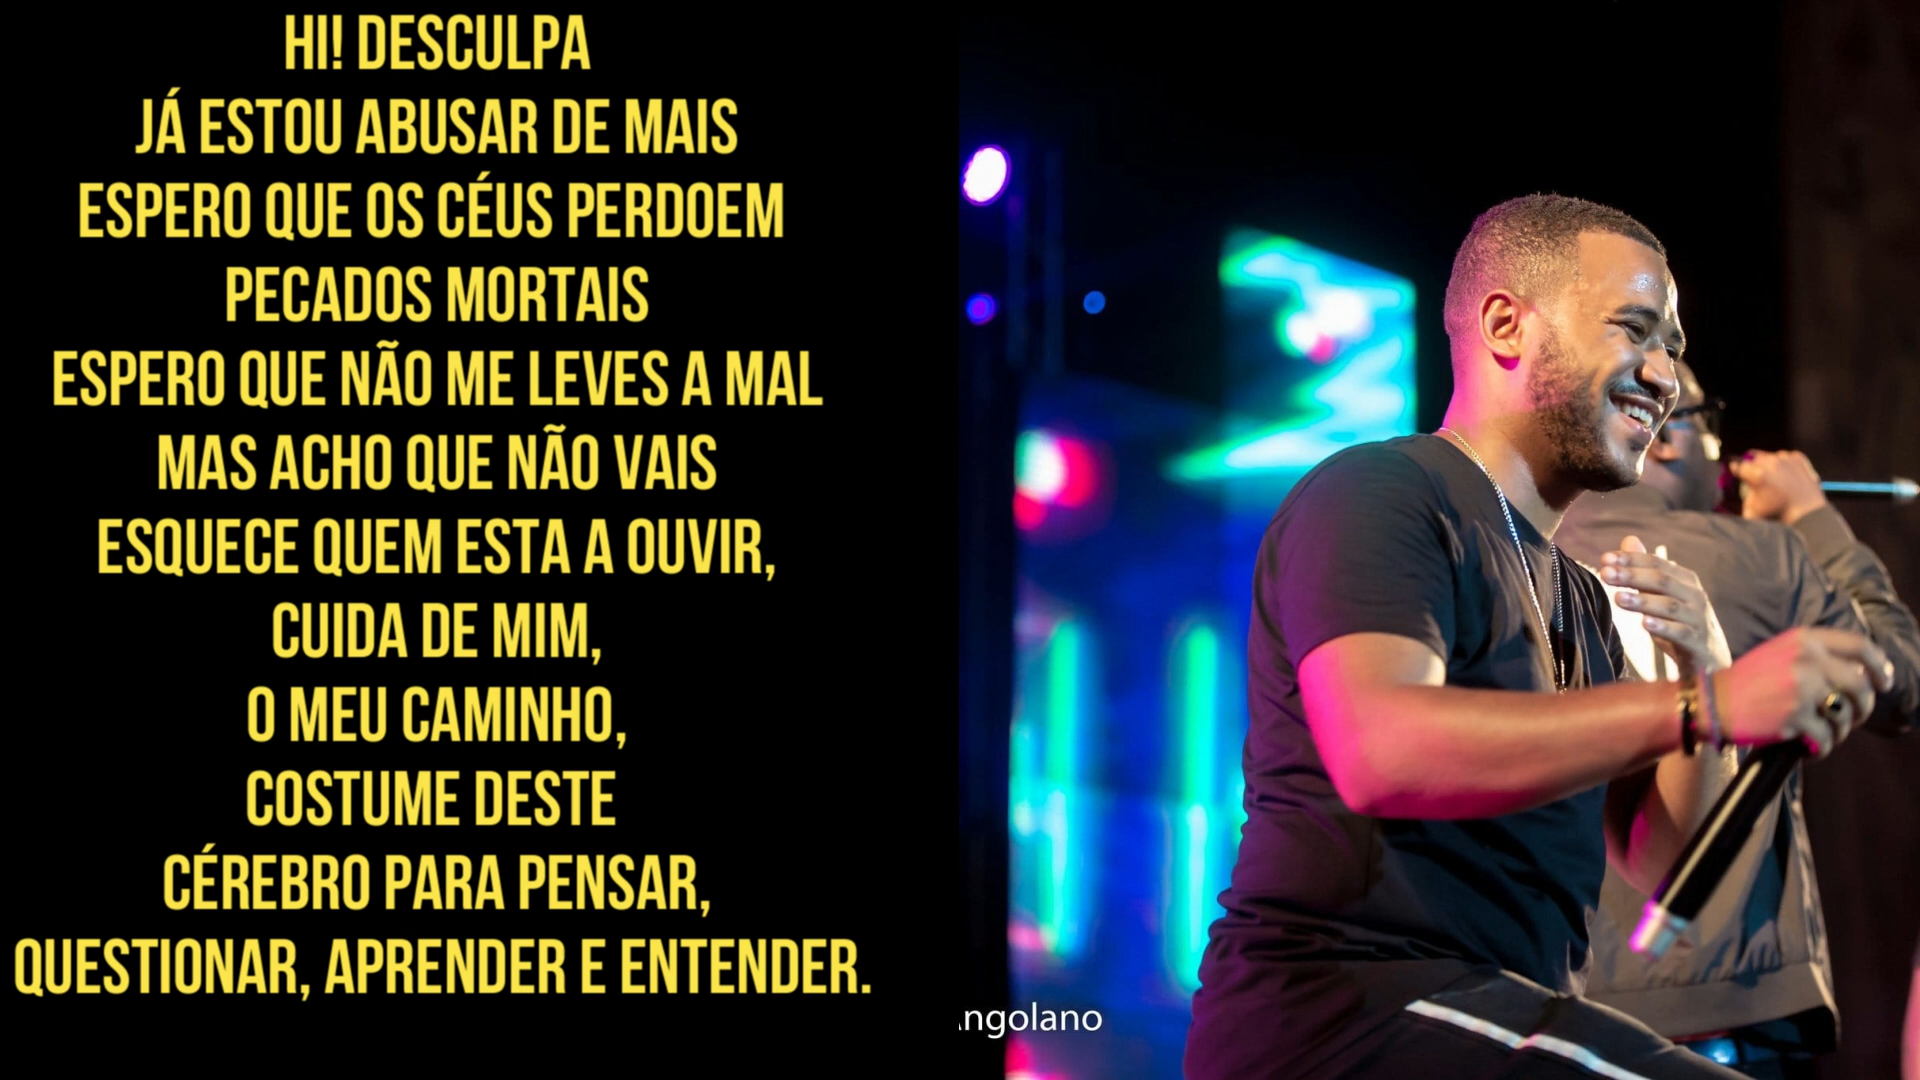 HI! DESCULPA
JÁ ESTOU ABUSAR DE MAIS
ESPERO QUE OS CÉUS PERDOEM
PECADOS MORTAIS
ESPERO QUE NÃO ME LEVES A MAL
MAS ACHO QUE NÃO VAIS
ESQUECE QUEM ESTA A OUVIR,
CUIDA DE MIM,
O MEU CAMINHO,
COSTUME DESTE
CÉREBRO PARA PENSAR,
QUESTIONAR, APRENDER E ENTENDER.
ngolano